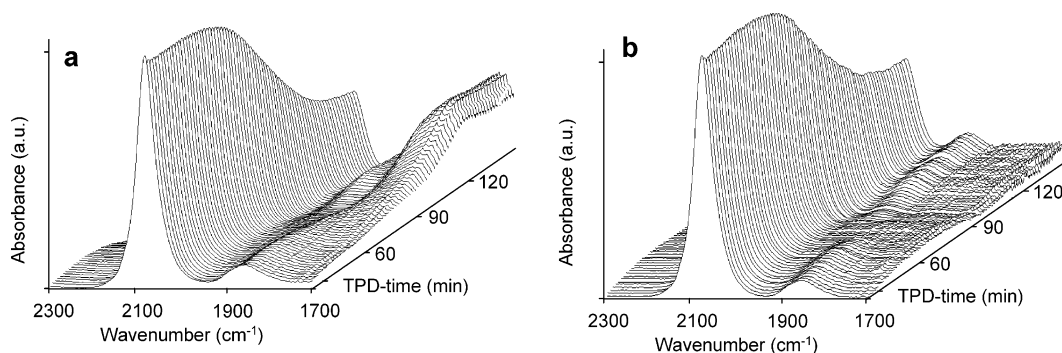 a
Absorbance (a.u.)
120
90
60
TPD-time (min)
2300 2100 1900 1700
Wavenumber (cm⁻¹)
b
Absorbance (a.u.)
120
90
60
TPD-time (min)
2300 2100 1900 1700
Wavenumber (cm⁻¹)